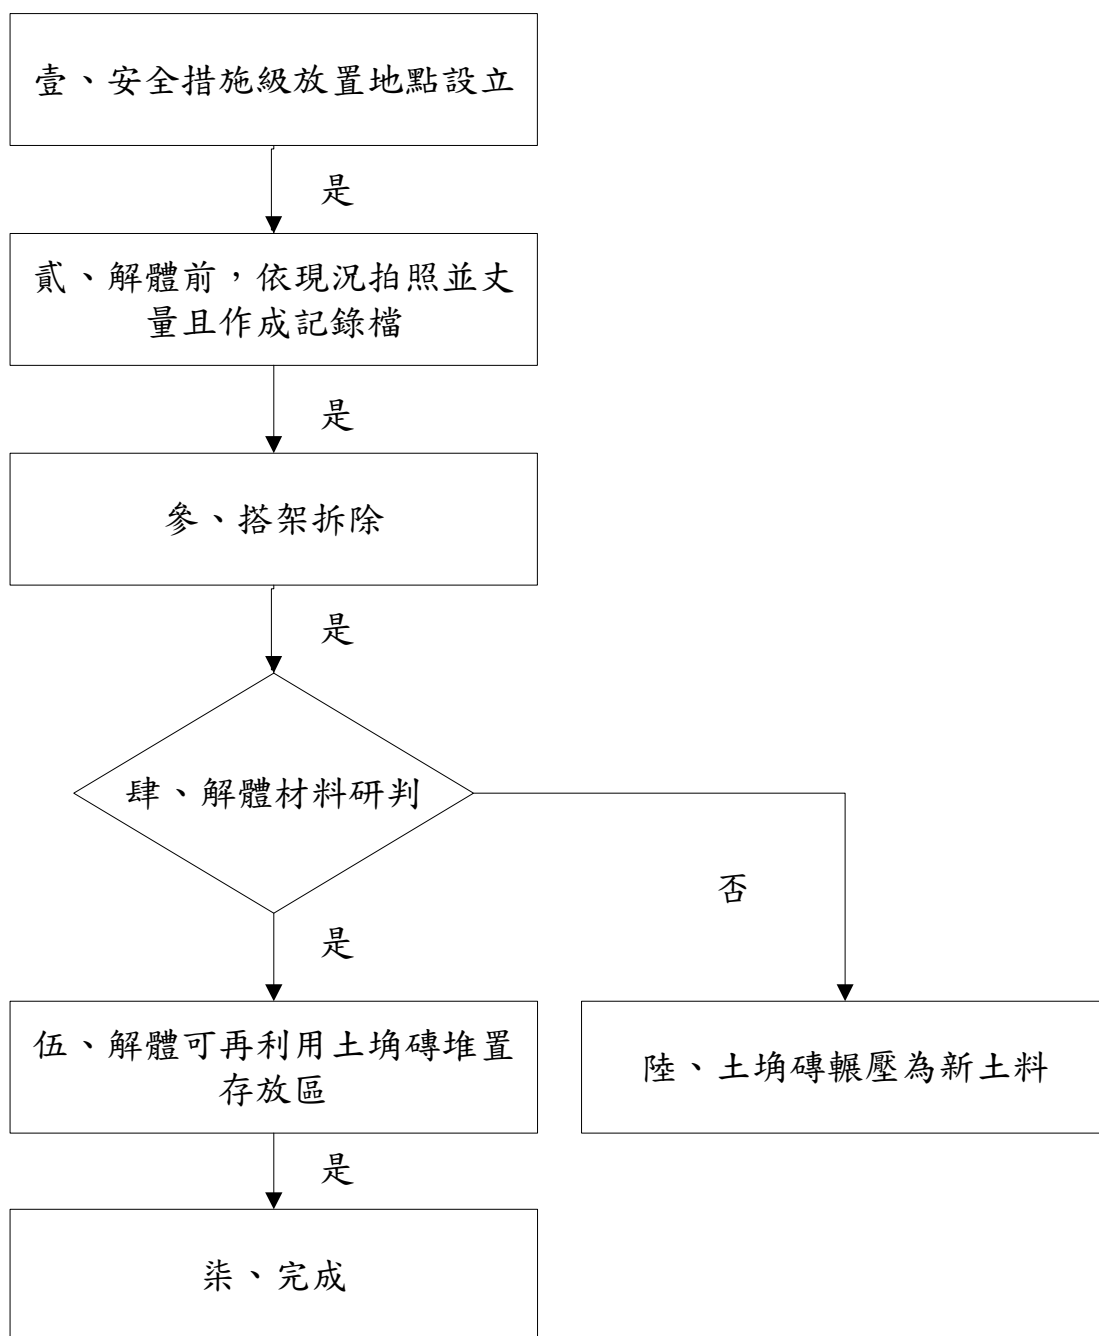 壹、安全措施級放置地點設立
是
貳、解體前，依現況拍照並丈
量且作成記錄檔
是
參、搭架拆除
是
肆、解體材料研判
否
是
伍、解體可再利用土埆磚堆置
存放區
陸、土埆磚輾壓為新土料
是
柒、完成